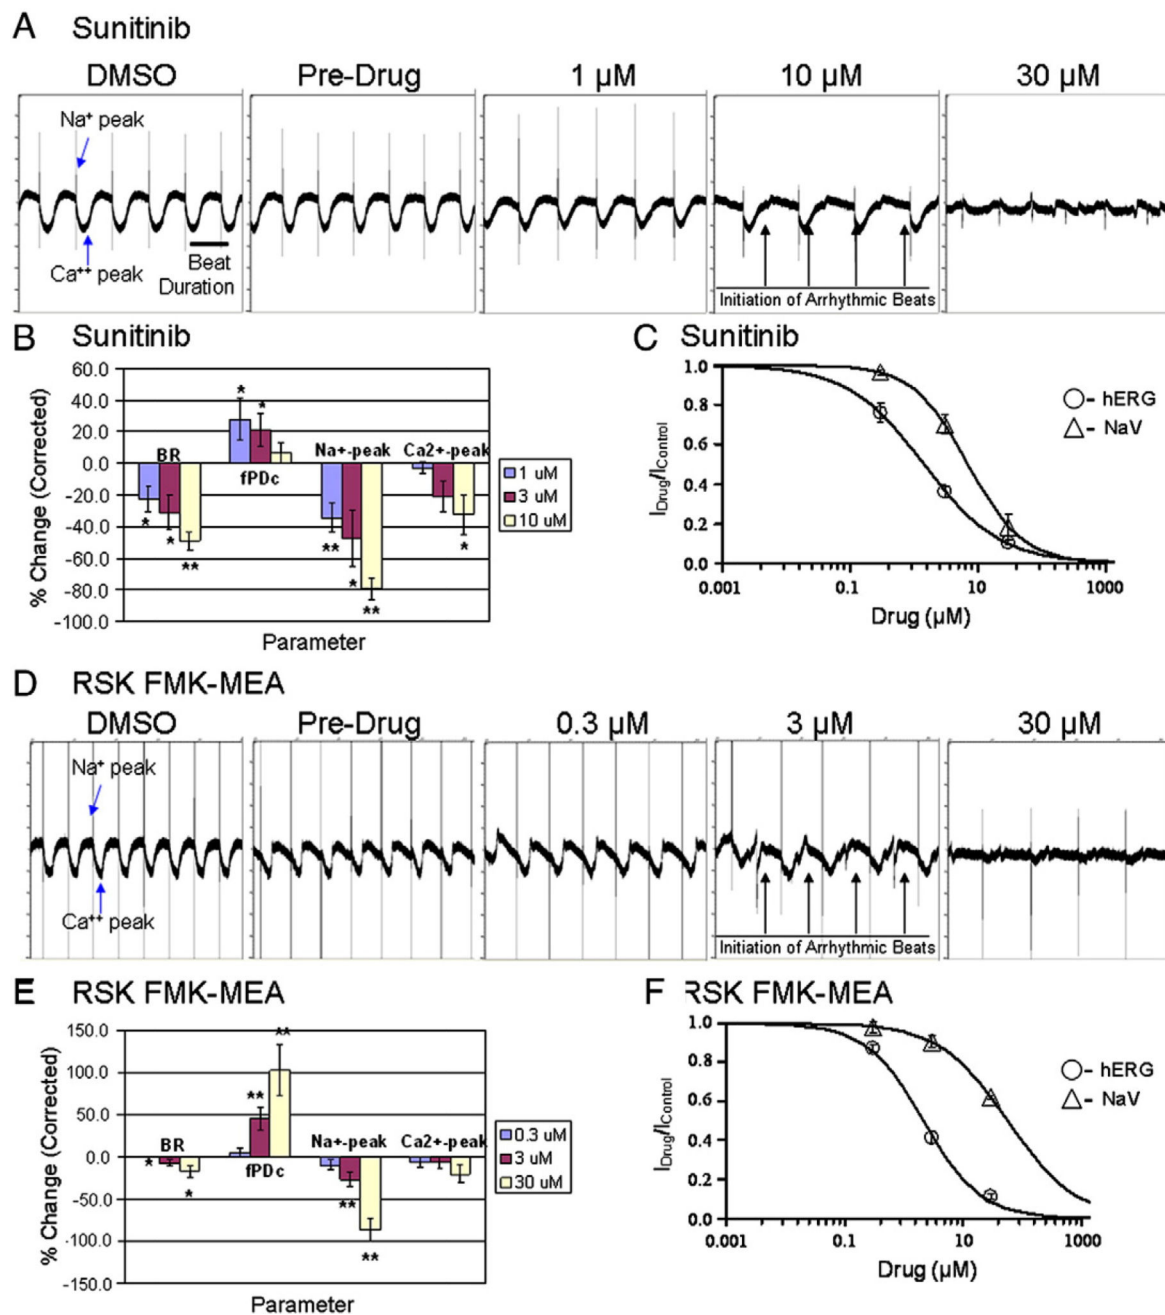 A Sunitinib
DMSO Pre-Drug 1 µM 10 µM 30 µM
Na⁺ peak
Ca⁺⁺ peak
Beat
Duration
Initiation of Arrhythmic Beats
B Sunitinib
60.0
40.0
20.0
0.0
-20.0
-40.0
-60.0
-80.0
-100.0
% Change (Corrected)
BR
*
*
**
fPDc
*
*
Na+-peak
**
*
**
Ca2+-peak
*
1 uM
3 uM
10 uM
Parameter
C Sunitinib
1.0
0.8
0.6
0.4
0.2
0.0
I_Drug/I_Control
0.001 0.1 10 1000
Drug (µM)
- hERG
- NaV
D RSK FMK-MEA
DMSO Pre-Drug 0.3 µM 3 µM 30 µM
Na⁺ peak
Ca⁺⁺ peak
Initiation of Arrhythmic Beats
E RSK FMK-MEA
150.0
100.0
50.0
0.0
-50.0
-100.0
-150.0
% Change (Corrected)
BR
*
*
fPDc
**
**
Na+-peak
**
**
Ca2+-peak
0.3 uM
3 uM
30 uM
Parameter
F RSK FMK-MEA
1.0
0.8
0.6
0.4
0.2
0.0
I_Drug/I_Control
0.001 0.1 10 1000
Drug (µM)
- hERG
- NaV